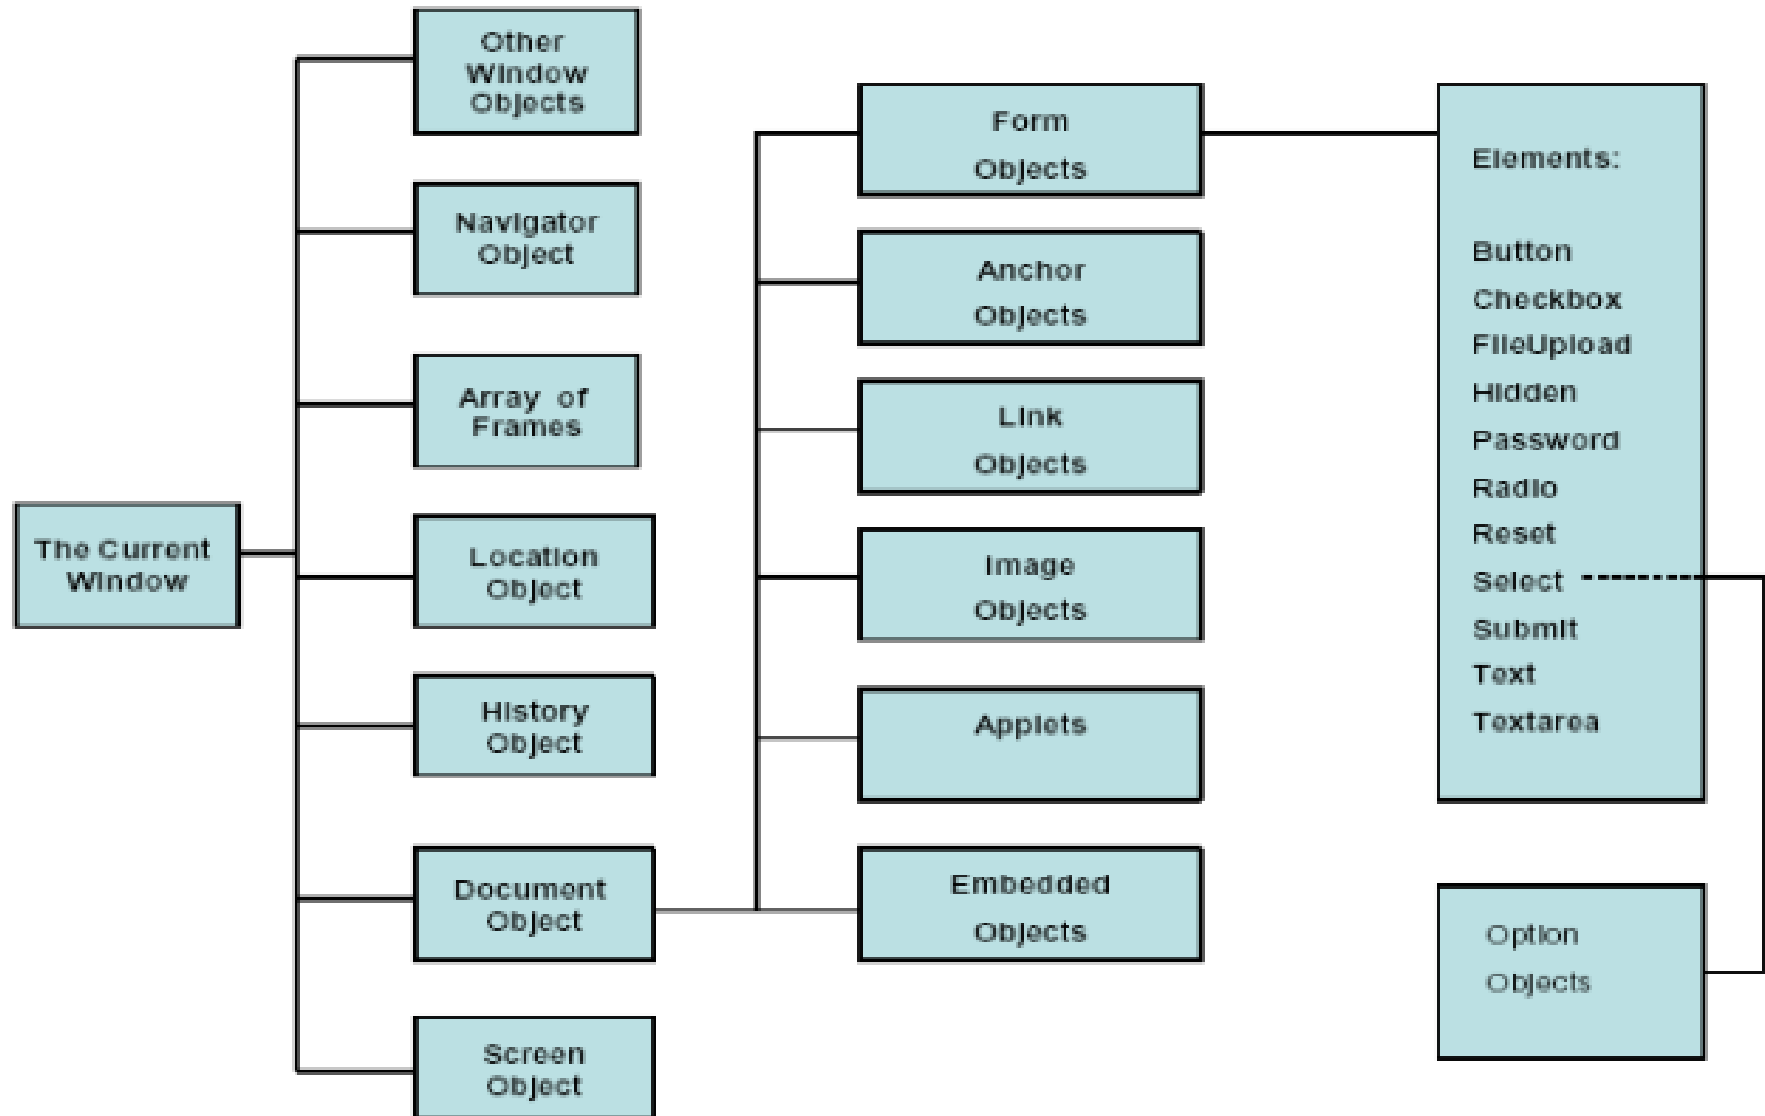 Other
Window
Objects
Navigator
Object
Array of
Frames
The Current
Window
Location
Object
History
Object
Document
Object
Screen
Object
Form
Objects
Anchor
Objects
Link
Objects
Image
Objects
Applets
Embedded
Objects
Elements:
Button
Checkbox
FileUpload
Hidden
Password
Radio
Reset
Select
Submit
Text
Textarea
Option
Objects